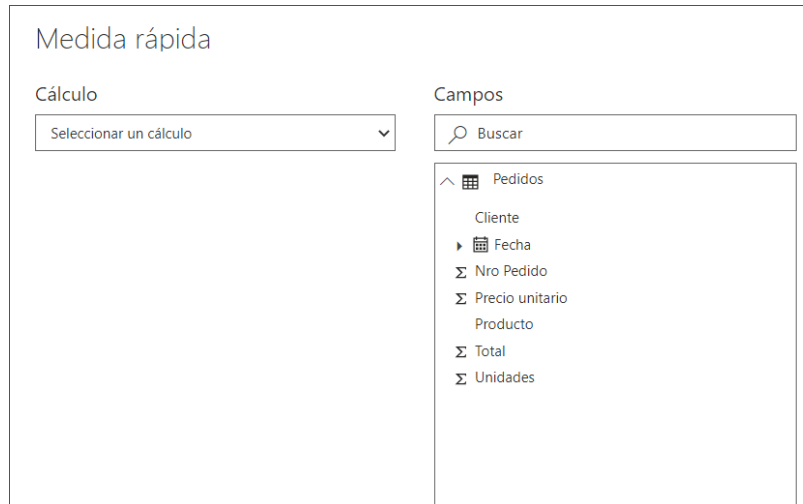 Medida rápida
Cálculo
Seleccionar un cálculo
Campos
Buscar
Pedidos
Cliente
Fecha
Σ Nro Pedido
Σ Precio unitario
Producto
Σ Total
Σ Unidades